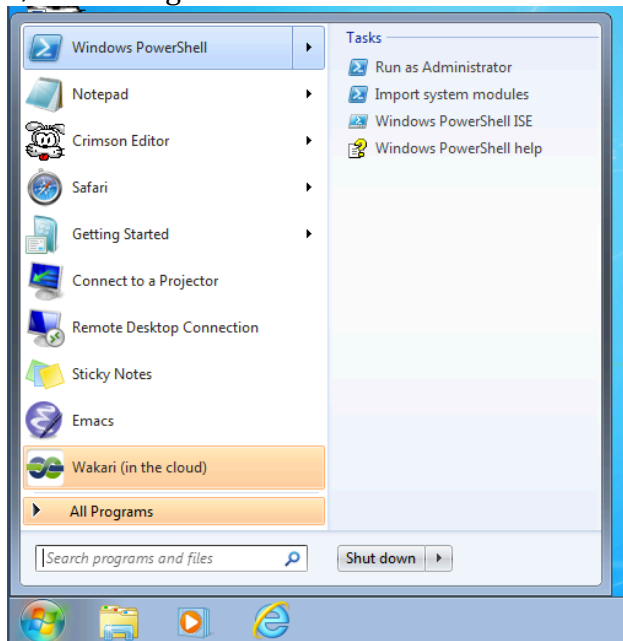 Windows PowerShell
Notepad
Crimson Editor
Safari
Getting Started
Connect to a Projector
Remote Desktop Connection
Sticky Notes
Emacs
Wakari (in the cloud)
All Programs
Search programs and files
Tasks
Run as Administrator
Import system modules
Windows PowerShell ISE
Windows PowerShell help
Shut down